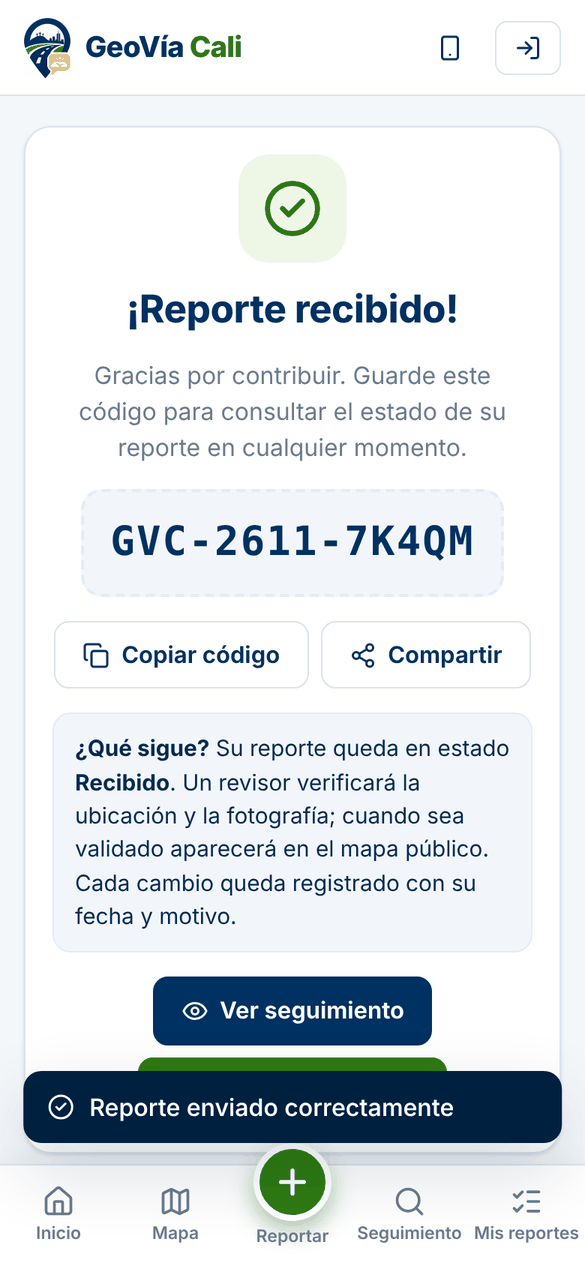 GeoVía Cali
¡Reporte recibido!
Gracias por contribuir. Guarde este
código para consultar el estado de su
reporte en cualquier momento.
GVC-2611-7K4QM
Copiar código
Compartir
¿Qué sigue? Su reporte queda en estado
Recibido. Un revisor verificará la
ubicación y la fotografía; cuando sea
validado aparecerá en el mapa público.
Cada cambio queda registrado con su
fecha y motivo.
Ver seguimiento
Reporte enviado correctamente
Inicio
Mapa
Reportar
Seguimiento
Mis reportes